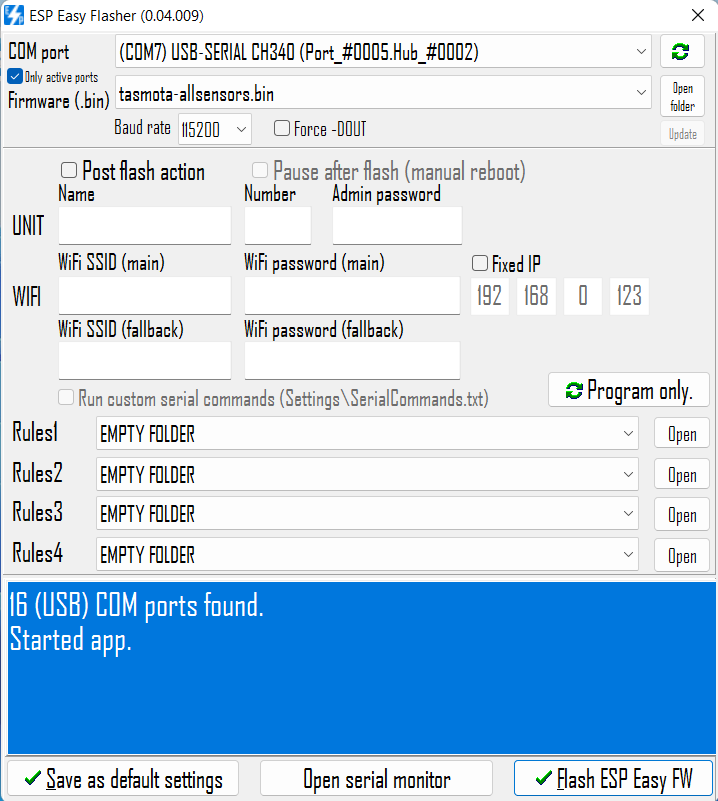 ESP Easy Flasher (0.04.009)
COM port
(COM7) USB-SERIAL CH340 (Port_#0005.Hub_#0002)
Only active ports
Firmware (.bin)
tasmota-allsensors.bin
Open folder
Baud rate 115200 Force -DOUT Update
Post flash action Pause after flash (manual reboot)
Name Number Admin password
UNIT
WiFi SSID (main) WiFi password (main) Fixed IP
WIFI 192 168 0 123
WiFi SSID (fallback) WiFi password (fallback)
Run custom serial commands (Settings\SerialCommands.txt) Program only.
Rules1 EMPTY FOLDER Open
Rules2 EMPTY FOLDER Open
Rules3 EMPTY FOLDER Open
Rules4 EMPTY FOLDER Open
16 (USB) COM ports found.
Started app.
Save as default settings Open serial monitor Flash ESP Easy FW